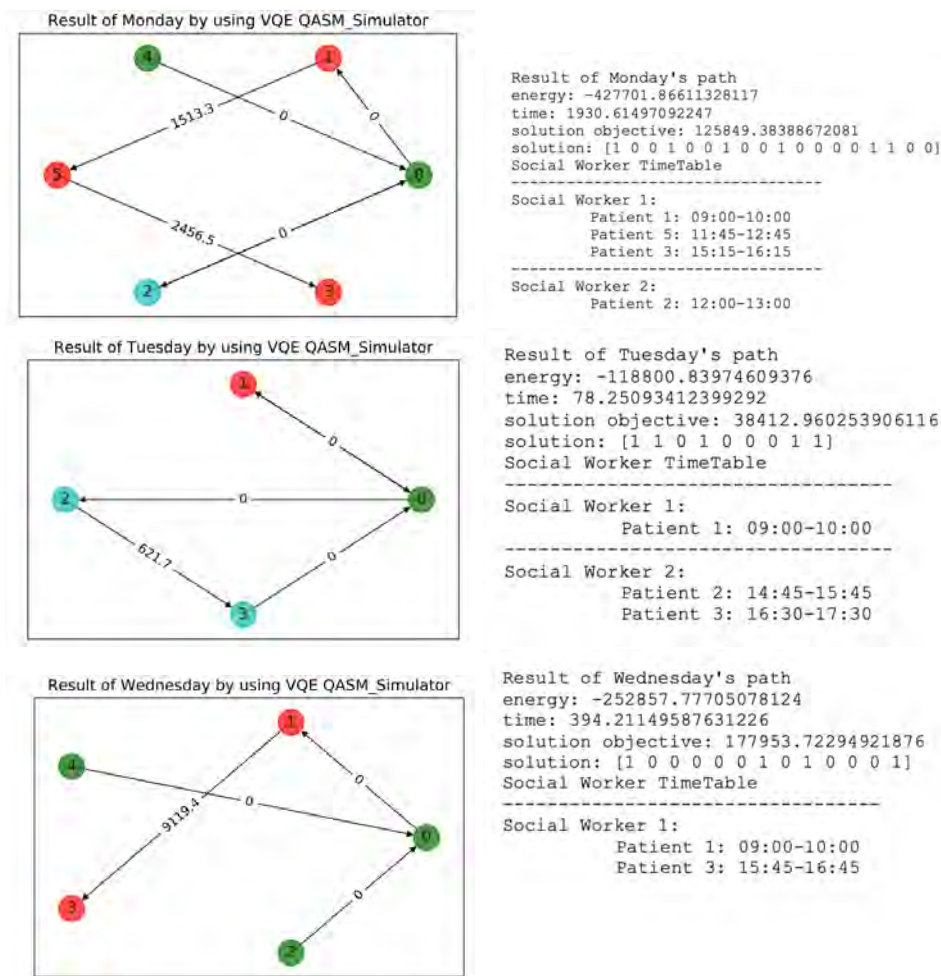 Result of Monday by using VQE QASM_Simulator
4
1
1513.3
0
5
0
0
2456.5
0
2
3
Result of Monday's path
energy: -427701.86611328117
time: 1930.61497092247
solution objective: 125849.38388672081
solution: [1 0 0 1 0 0 1 0 0 1 0 0 0 0 1 1 0 0]
Social Worker TimeTable
-----------------------------------
Social Worker 1:
Patient 1: 09:00-10:00
Patient 5: 11:45-12:45
Patient 3: 15:15-16:15
-----------------------------------
Social Worker 2:
Patient 2: 12:00-13:00
Result of Tuesday by using VQE QASM_Simulator
1
0
2
0
0
621.7
0
3
Result of Tuesday's path
energy: -118800.83974609376
time: 78.25093412399292
solution objective: 38412.960253906116
solution: [1 1 0 1 0 0 0 1 1]
Social Worker TimeTable
-----------------------------------
Social Worker 1:
Patient 1: 09:00-10:00
-----------------------------------
Social Worker 2:
Patient 2: 14:45-15:45
Patient 3: 16:30-17:30
Result of Wednesday by using VQE QASM_Simulator
1
4
0
9119.4
0
0
0
3
2
Result of Wednesday's path
energy: -252857.77705078124
time: 394.21149587631226
solution objective: 177953.72294921876
solution: [1 0 0 0 0 0 1 0 1 0 0 0 1]
Social Worker TimeTable
-----------------------------------
Social Worker 1:
Patient 1: 09:00-10:00
Patient 3: 15:45-16:45